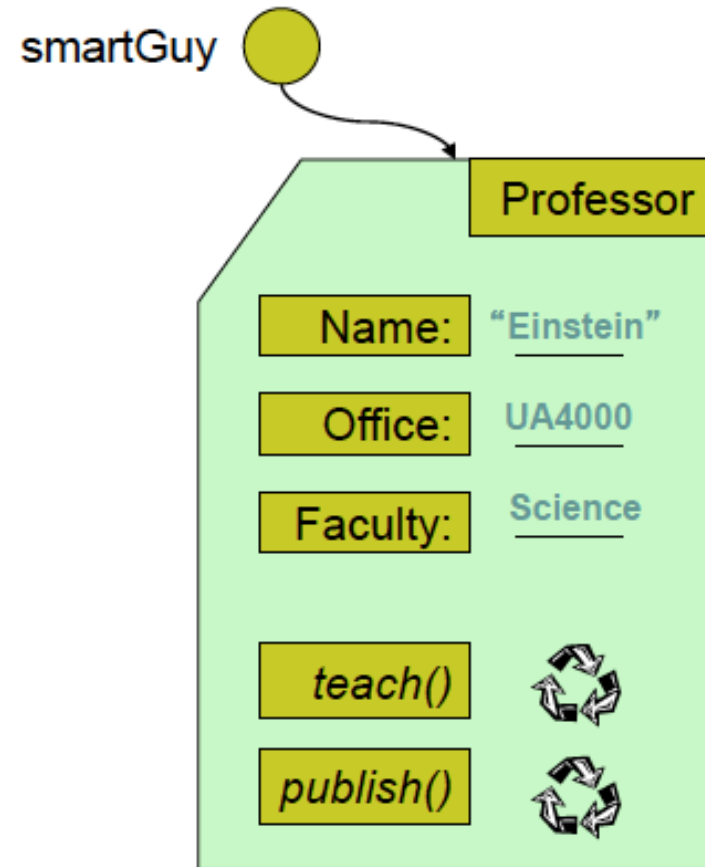 smartGuy
Professor
Name: “Einstein”
Office: UA4000
Faculty: Science
teach()
publish()